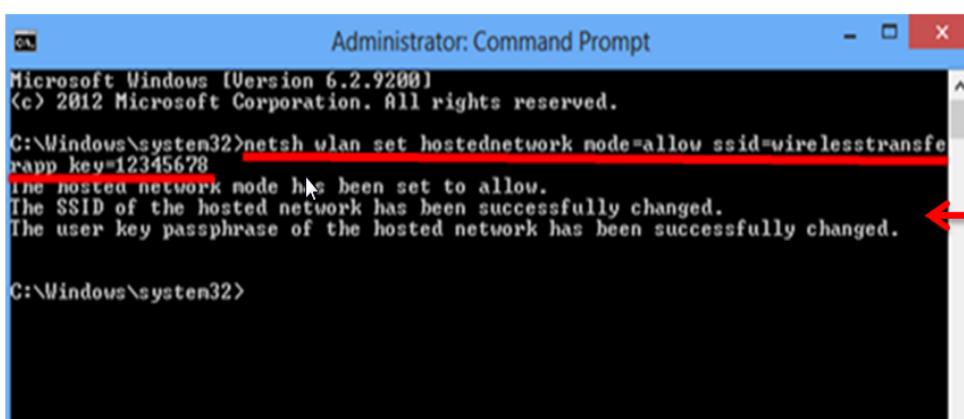 Administrator: Command Prompt
Microsoft Windows [Version 6.2.9200]
(c) 2012 Microsoft Corporation. All rights reserved.
C:\Windows\system32>netsh wlan set hostednetwork mode=allow ssid=wirelesstransfe
rapp key=12345678
The hosted network mode has been set to allow.
The SSID of the hosted network has been successfully changed.
The user key passphrase of the hosted network has been successfully changed.
C:\Windows\system32>